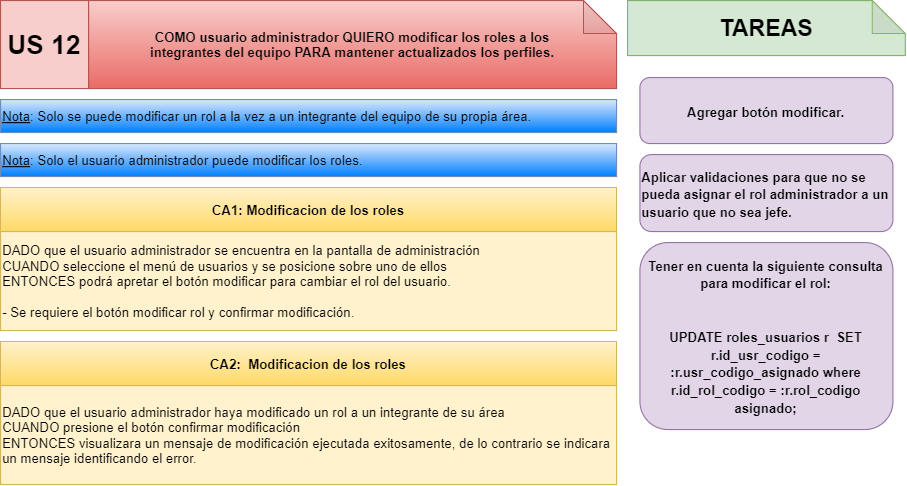 US 12
COMO usuario administrador QUIERO modificar los roles a los
integrantes del equipo PARA mantener actualizados los perfiles.
Nota: Solo se puede modificar un rol a la vez a un integrante del equipo de su propia área.
Nota: Solo el usuario administrador puede modificar los roles.
CA1: Modificacion de los roles
DADO que el usuario administrador se encuentra en la pantalla de administración
CUANDO seleccione el menú de usuarios y se posicione sobre uno de ellos
ENTONCES podrá apretar el botón modificar para cambiar el rol del usuario.
- Se requiere el botón modificar rol y confirmar modificación.
CA2:  Modificacion de los roles
DADO que el usuario administrador haya modificado un rol a un integrante de su área
CUANDO presione el botón confirmar modificación
ENTONCES visualizara un mensaje de modificación ejecutada exitosamente, de lo contrario se indicara
un mensaje identificando el error.
TAREAS
Agregar botón modificar.
Aplicar validaciones para que no se
pueda asignar el rol administrador a un
usuario que no sea jefe.
Tener en cuenta la siguiente consulta
para modificar el rol:
UPDATE roles_usuarios r  SET
r.id_usr_codigo =
:r.usr_codigo_asignado where
r.id_rol_codigo = :r.rol_codigo
asignado;